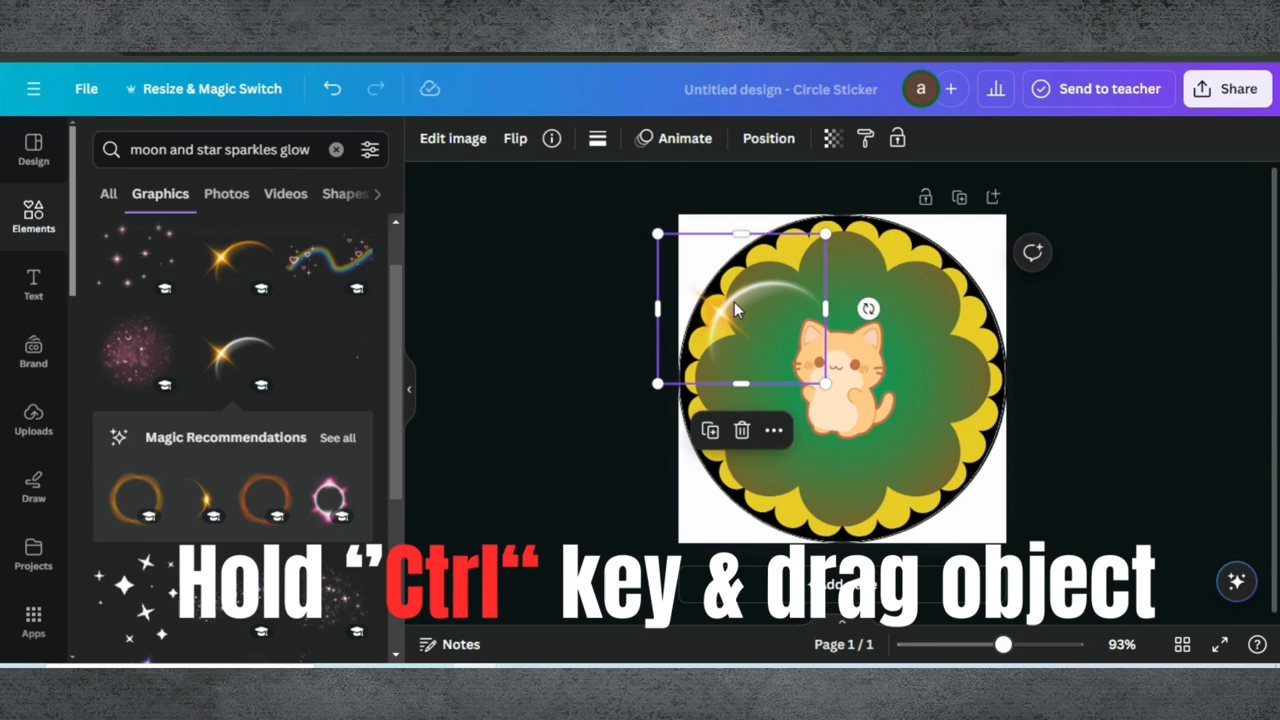 File
Resize & Magic Switch
Untitled design - Circle Sticker
a
Send to teacher
Share
Design
Elements
Text
Brand
Uploads
Draw
Projects
Apps
moon and star sparkles glow
All
Graphics
Photos
Videos
Shapes
Magic Recommendations
See all
Edit image
Flip
Animate
Position
Hold ‘’Ctrl“ key & drag object
Notes
Page 1 / 1
93%